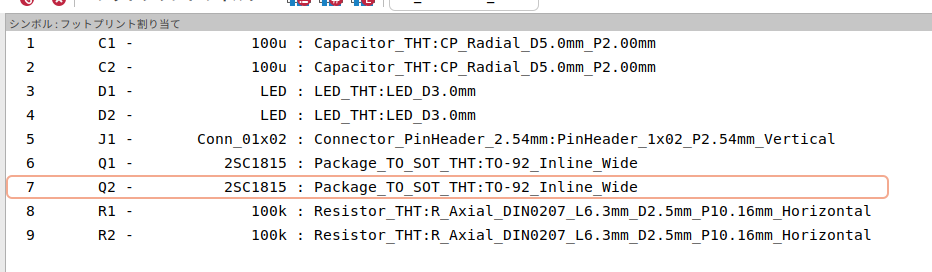 シンボル:フットプリント割り当て
1 C1 - 100u : Capacitor_THT:CP_Radial_D5.0mm_P2.00mm
2 C2 - 100u : Capacitor_THT:CP_Radial_D5.0mm_P2.00mm
3 D1 - LED : LED_THT:LED_D3.0mm
4 D2 - LED : LED_THT:LED_D3.0mm
5 J1 - Conn_01x02 : Connector_PinHeader_2.54mm:PinHeader_1x02_P2.54mm_Vertical
6 Q1 - 2SC1815 : Package_TO_SOT_THT:TO-92_Inline_Wide
7 Q2 - 2SC1815 : Package_TO_SOT_THT:TO-92_Inline_Wide
8 R1 - 100k : Resistor_THT:R_Axial_DIN0207_L6.3mm_D2.5mm_P10.16mm_Horizontal
9 R2 - 100k : Resistor_THT:R_Axial_DIN0207_L6.3mm_D2.5mm_P10.16mm_Horizontal